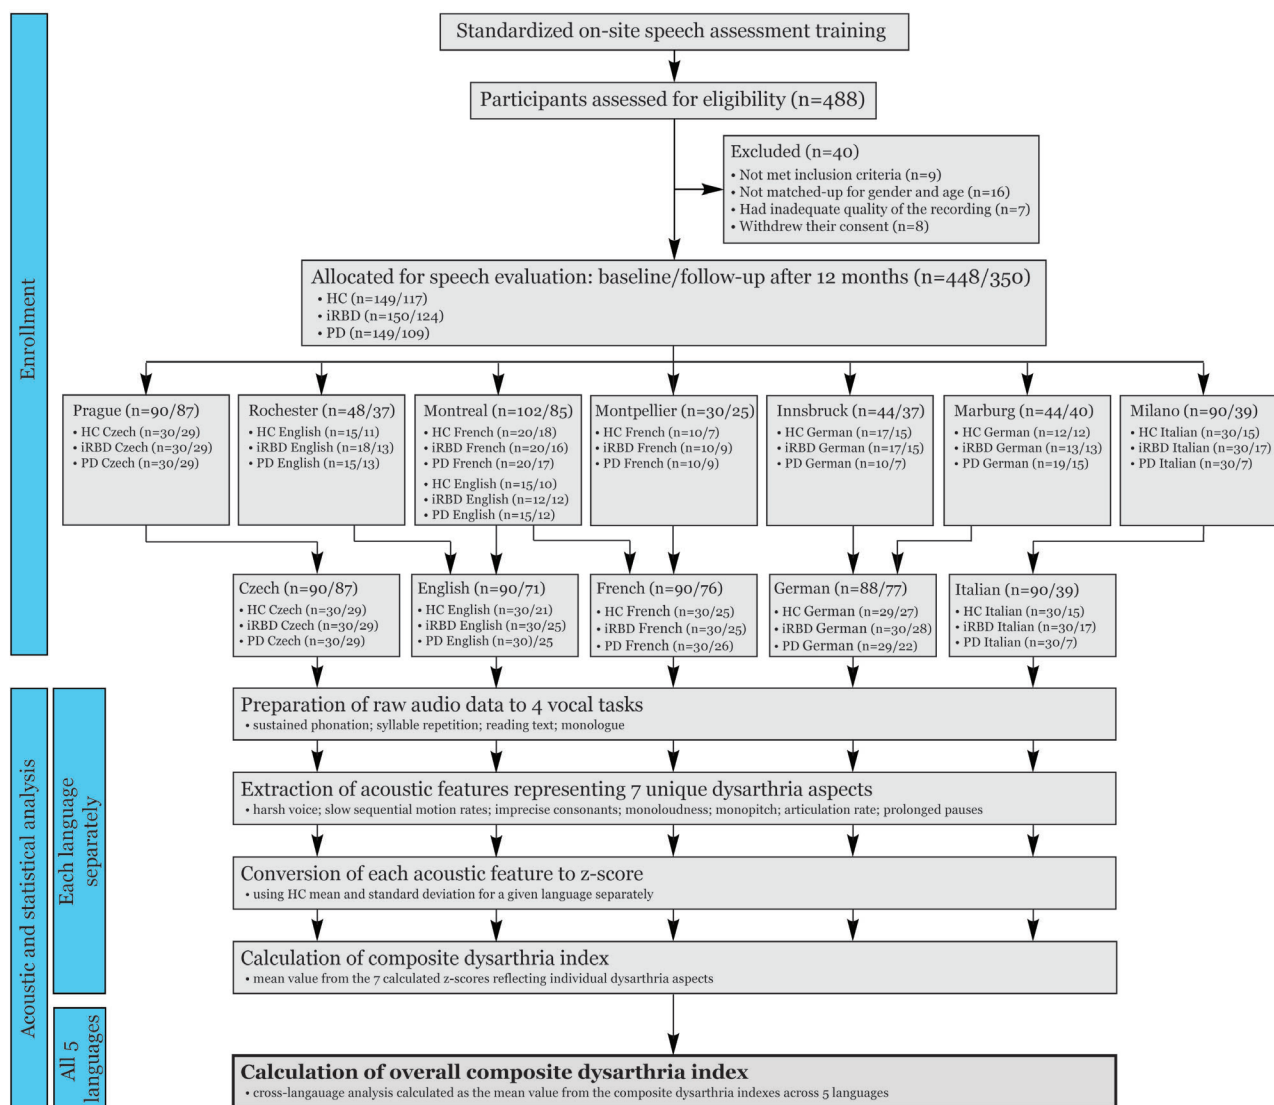 Enrollment
Standardized on-site speech assessment training
Participants assessed for eligibility (n=488)
Excluded (n=40)
• Not met inclusion criteria (n=9)
• Not matched-up for gender and age (n=16)
• Had inadequate quality of the recording (n=7)
• Withdrew their consent (n=8)
Allocated for speech evaluation: baseline/follow-up after 12 months (n=448/350)
• HC (n=149/117)
• iRBD (n=150/124)
• PD (n=149/109)
Prague (n=90/87)
• HC Czech (n=30/29)
• iRBD Czech (n=30/29)
• PD Czech (n=30/29)
Rochester (n=48/37)
• HC English (n=15/11)
• iRBD English (n=18/13)
• PD English (n=15/13)
Montreal (n=102/85)
• HC French (n=20/18)
• iRBD French (n=20/16)
• PD French (n=20/17)
• HC English (n=15/10)
• iRBD English (n=12/12)
• PD English (n=15/12)
Montpellier (n=30/25)
• HC French (n=10/7)
• iRBD French (n=10/9)
• PD French (n=10/9)
Innsbruck (n=44/37)
• HC German (n=17/15)
• iRBD German (n=17/15)
• PD German (n=10/7)
Marburg (n=44/40)
• HC German (n=12/12)
• iRBD German (n=13/13)
• PD German (n=19/15)
Milano (n=90/39)
• HC Italian (n=30/15)
• iRBD Italian (n=30/17)
• PD Italian (n=30/7)
Czech (n=90/87)
• HC Czech (n=30/29)
• iRBD Czech (n=30/29)
• PD Czech (n=30/29)
English (n=90/71)
• HC English (n=30/21)
• iRBD English (n=30/25)
• PD English (n=30)/25
French (n=90/76)
• HC French (n=30/25)
• iRBD French (n=30/25)
• PD French (n=30/26)
German (n=88/77)
• HC German (n=29/27)
• iRBD German (n=30/28)
• PD German (n=29/22)
Italian (n=90/39)
• HC Italian (n=30/15)
• iRBD Italian (n=30/17)
• PD Italian (n=30/7)
Acoustic and statistical analysis
Each language
separately
Preparation of raw audio data to 4 vocal tasks
• sustained phonation; syllable repetition; reading text; monologue
Extraction of acoustic features representing 7 unique dysarthria aspects
• harsh voice; slow sequential motion rates; imprecise consonants; monoloudness; monopitch; articulation rate; prolonged pauses
Conversion of each acoustic feature to z-score
• using HC mean and standard deviation for a given language separately
Calculation of composite dysarthria index
• mean value from the 7 calculated z-scores reflecting individual dysarthria aspects
All 5
languages
Calculation of overall composite dysarthria index
• cross-langauage analysis calculated as the mean value from the composite dysarthria indexes across 5 languages